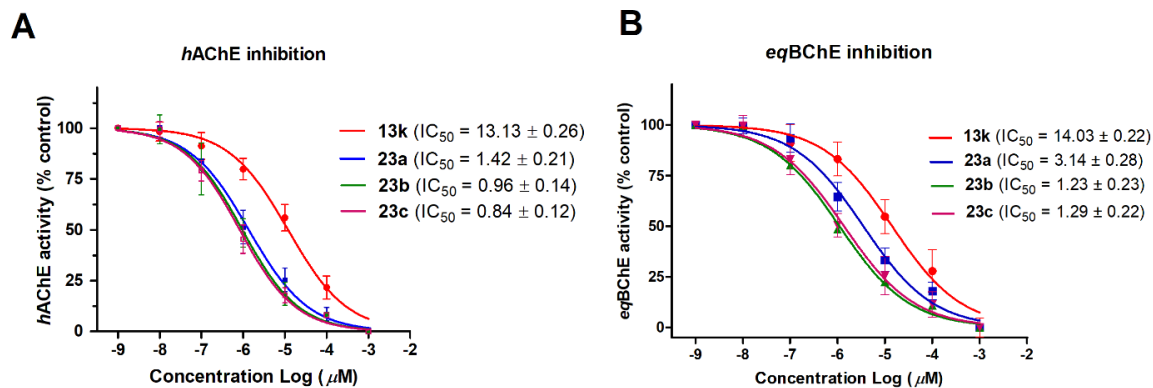 A
hAChE inhibition
hAChE activity (% control)
100
75
50
25
0
-9 -8 -7 -6 -5 -4 -3 -2
Concentration Log ( μM)
13k (IC50 = 13.13 ± 0.26)
23a (IC50 = 1.42 ± 0.21)
23b (IC50 = 0.96 ± 0.14)
23c (IC50 = 0.84 ± 0.12)
B
eqBChE inhibition
eqBChE activity (% control)
100
75
50
25
0
-9 -8 -7 -6 -5 -4 -3 -2
Concentration Log ( μM)
13k (IC50 = 14.03 ± 0.22)
23a (IC50 = 3.14 ± 0.28)
23b (IC50 = 1.23 ± 0.23)
23c (IC50 = 1.29 ± 0.22)